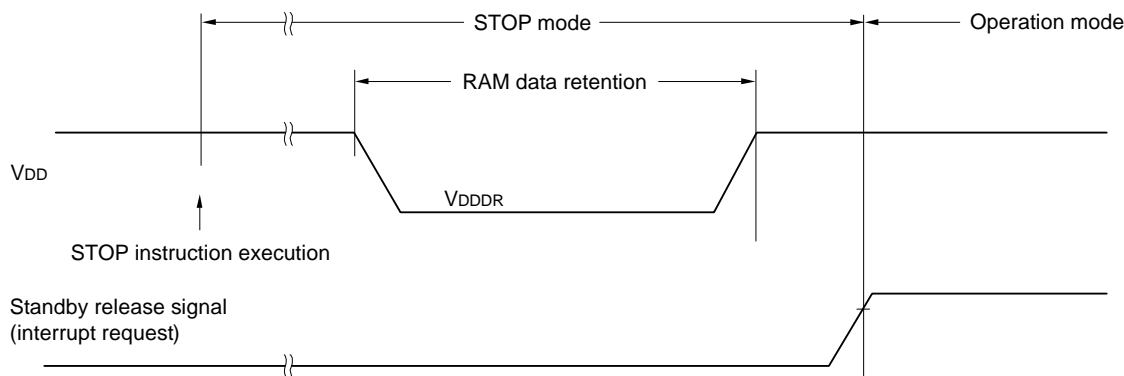 STOP mode
Operation mode
RAM data retention
VDD
VDDDR
STOP instruction execution
Standby release signal
(interrupt request)